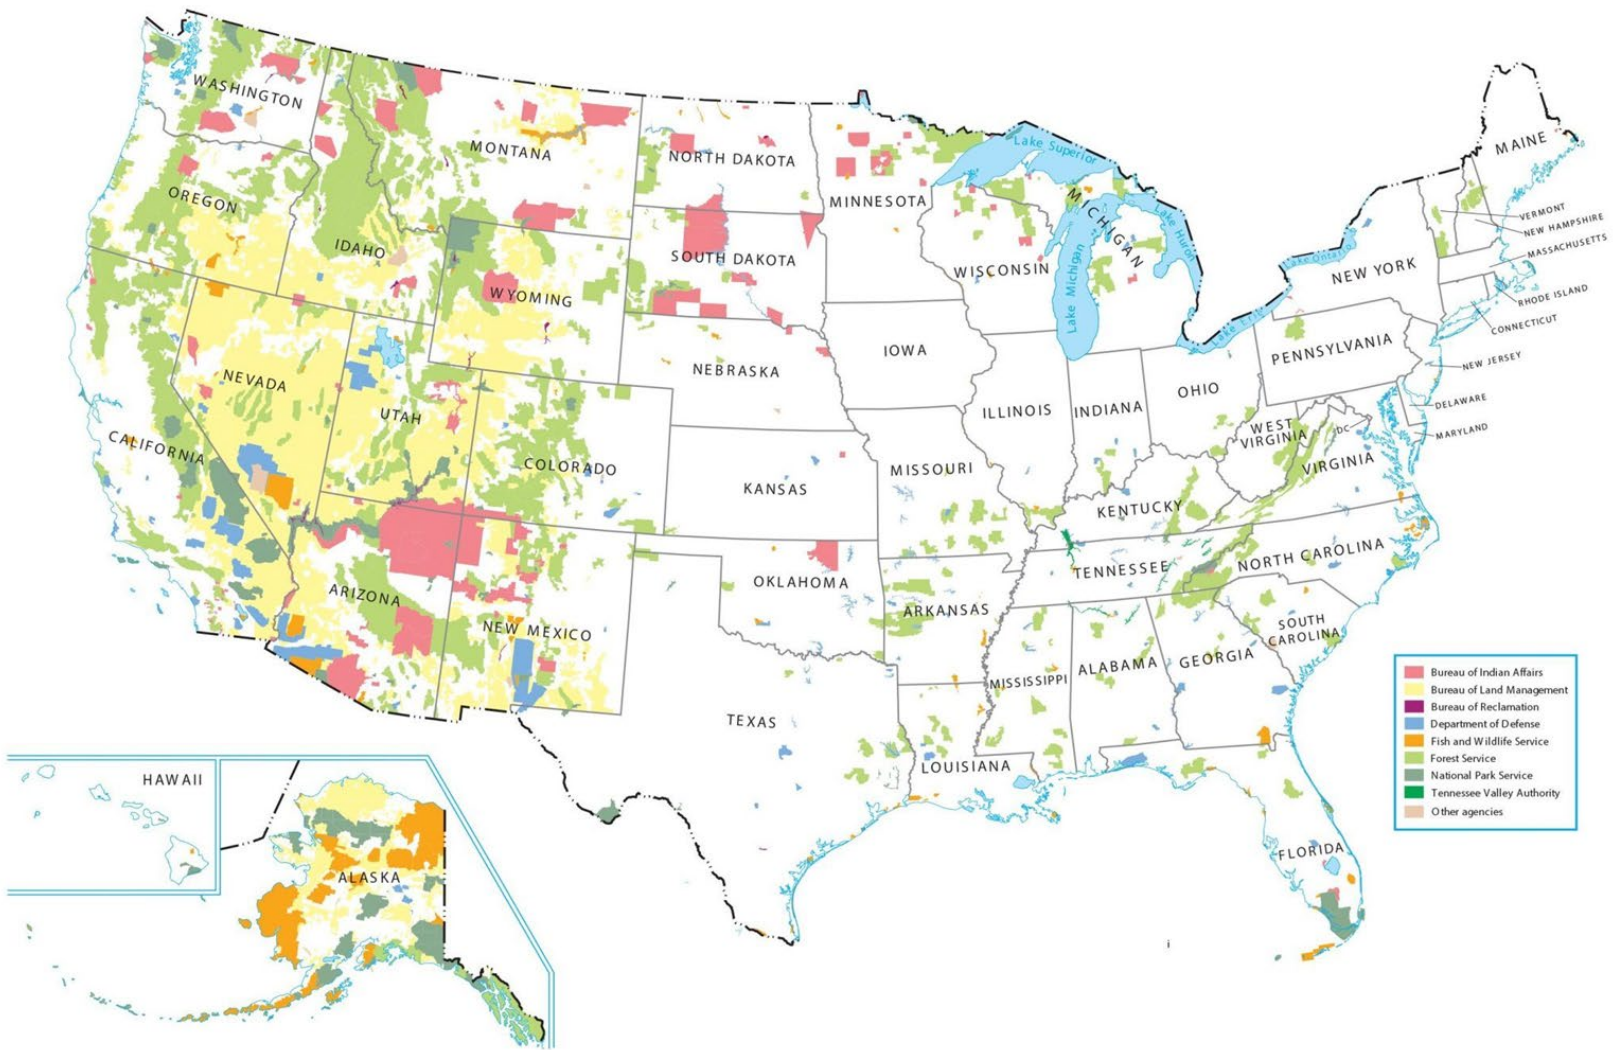 WASHINGTON
MONTANA
NORTH DAKOTA
MINNESOTA
Lake Superior
MICHIGAN
Lake Huron
Lake Michigan
MAINE
OREGON
IDAHO
WYOMING
SOUTH DAKOTA
WISCONSIN
Lake Ontario
NEW YORK
VERMONT
NEW HAMPSHIRE
MASSACHUSETTS
RHODE ISLAND
CONNECTICUT
Lake Erie
NEVADA
UTAH
NEBRASKA
IOWA
PENNSYLVANIA
NEW JERSEY
CALIFORNIA
COLORADO
KANSAS
MISSOURI
ILLINOIS
INDIANA
OHIO
WEST
VIRGINIA
DC
DELAWARE
MARYLAND
VIRGINIA
KENTUCKY
ARIZONA
NEW MEXICO
OKLAHOMA
ARKANSAS
TENNESSEE
NORTH CAROLINA
SOUTH
CAROLINA
TEXAS
LOUISIANA
MISSISSIPPI
ALABAMA
GEORGIA
FLORIDA
HAWAII
ALASKA
Bureau of Indian Affairs
Bureau of Land Management
Bureau of Reclamation
Department of Defense
Fish and Wildlife Service
Forest Service
National Park Service
Tennessee Valley Authority
Other agencies